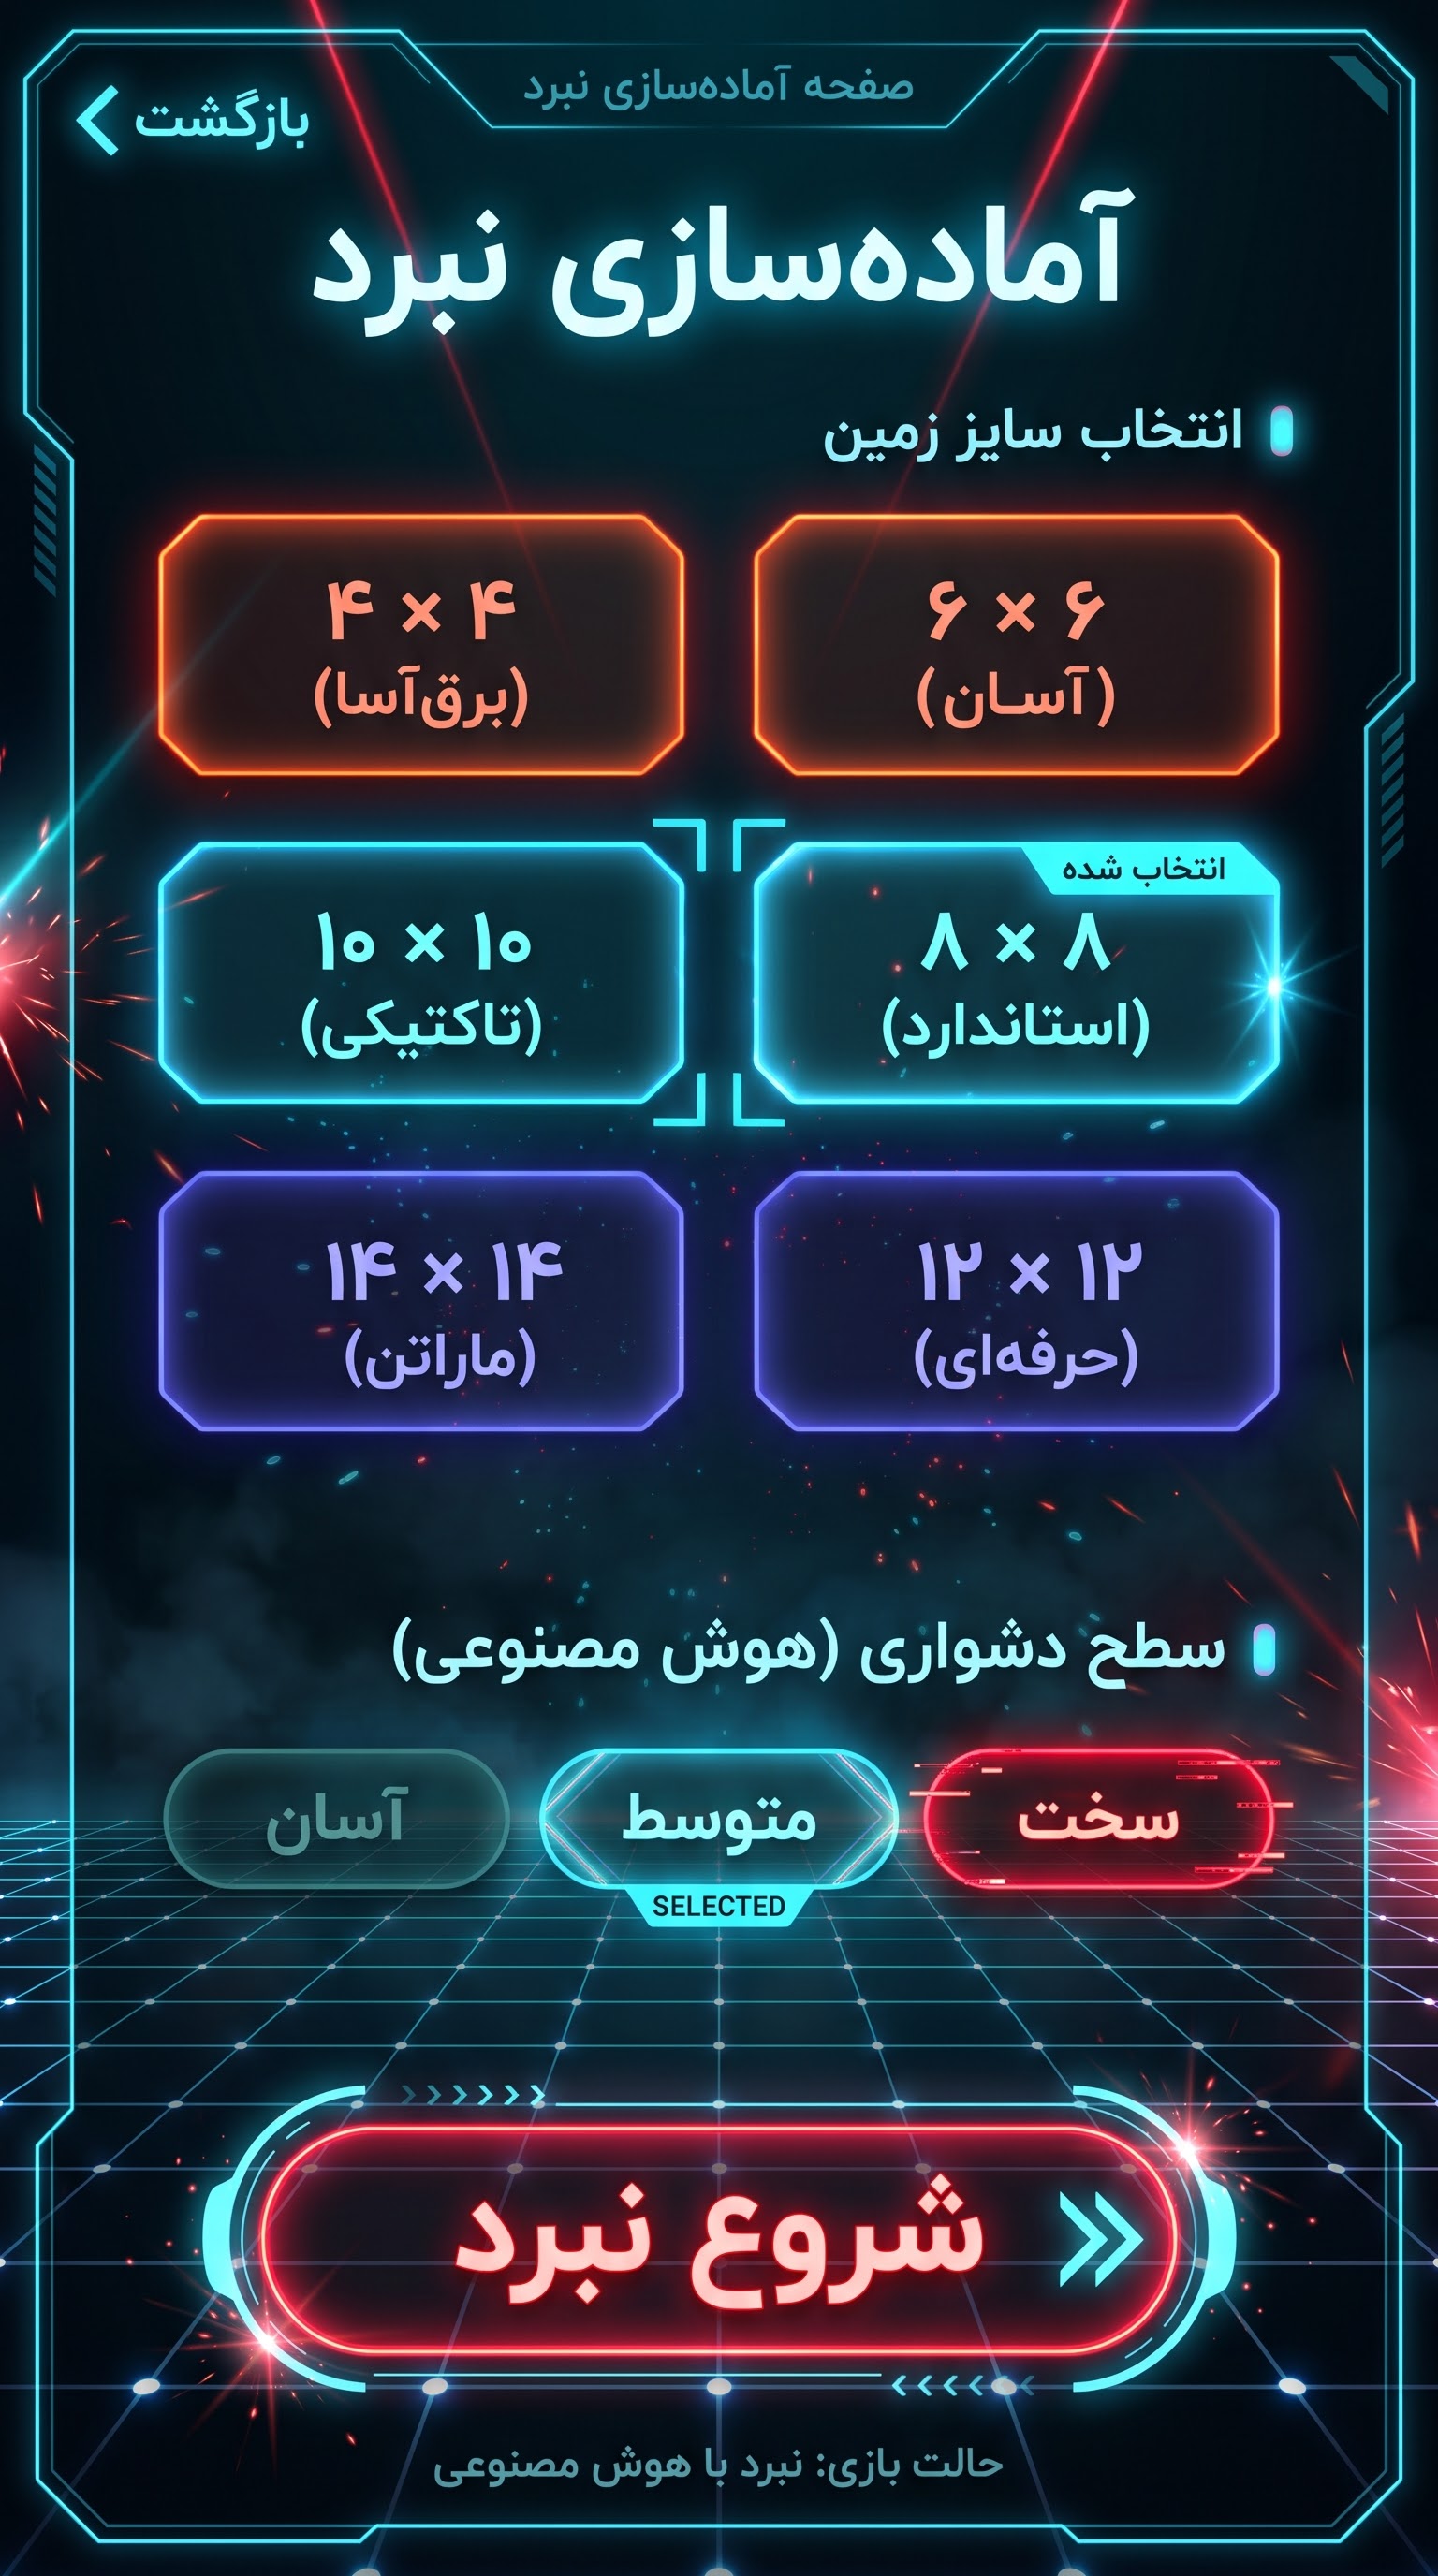 صفحه آماده‌سازی نبرد
بازگشت
آماده‌سازی نبرد
انتخاب سایز زمین
۶ × ۶
(آسان)
۴ × ۴
(برق‌آسا)
انتخاب شده
۸ × ۸
(استاندارد)
۱۰ × ۱۰
(تاکتیکی)
۱۲ × ۱۲
(حرفه‌ای)
۱۴ × ۱۴
(ماراتن)
سطح دشواری (هوش مصنوعی)
سخت
متوسط
SELECTED
آسان
شروع نبرد
حالت بازی: نبرد با هوش مصنوعی